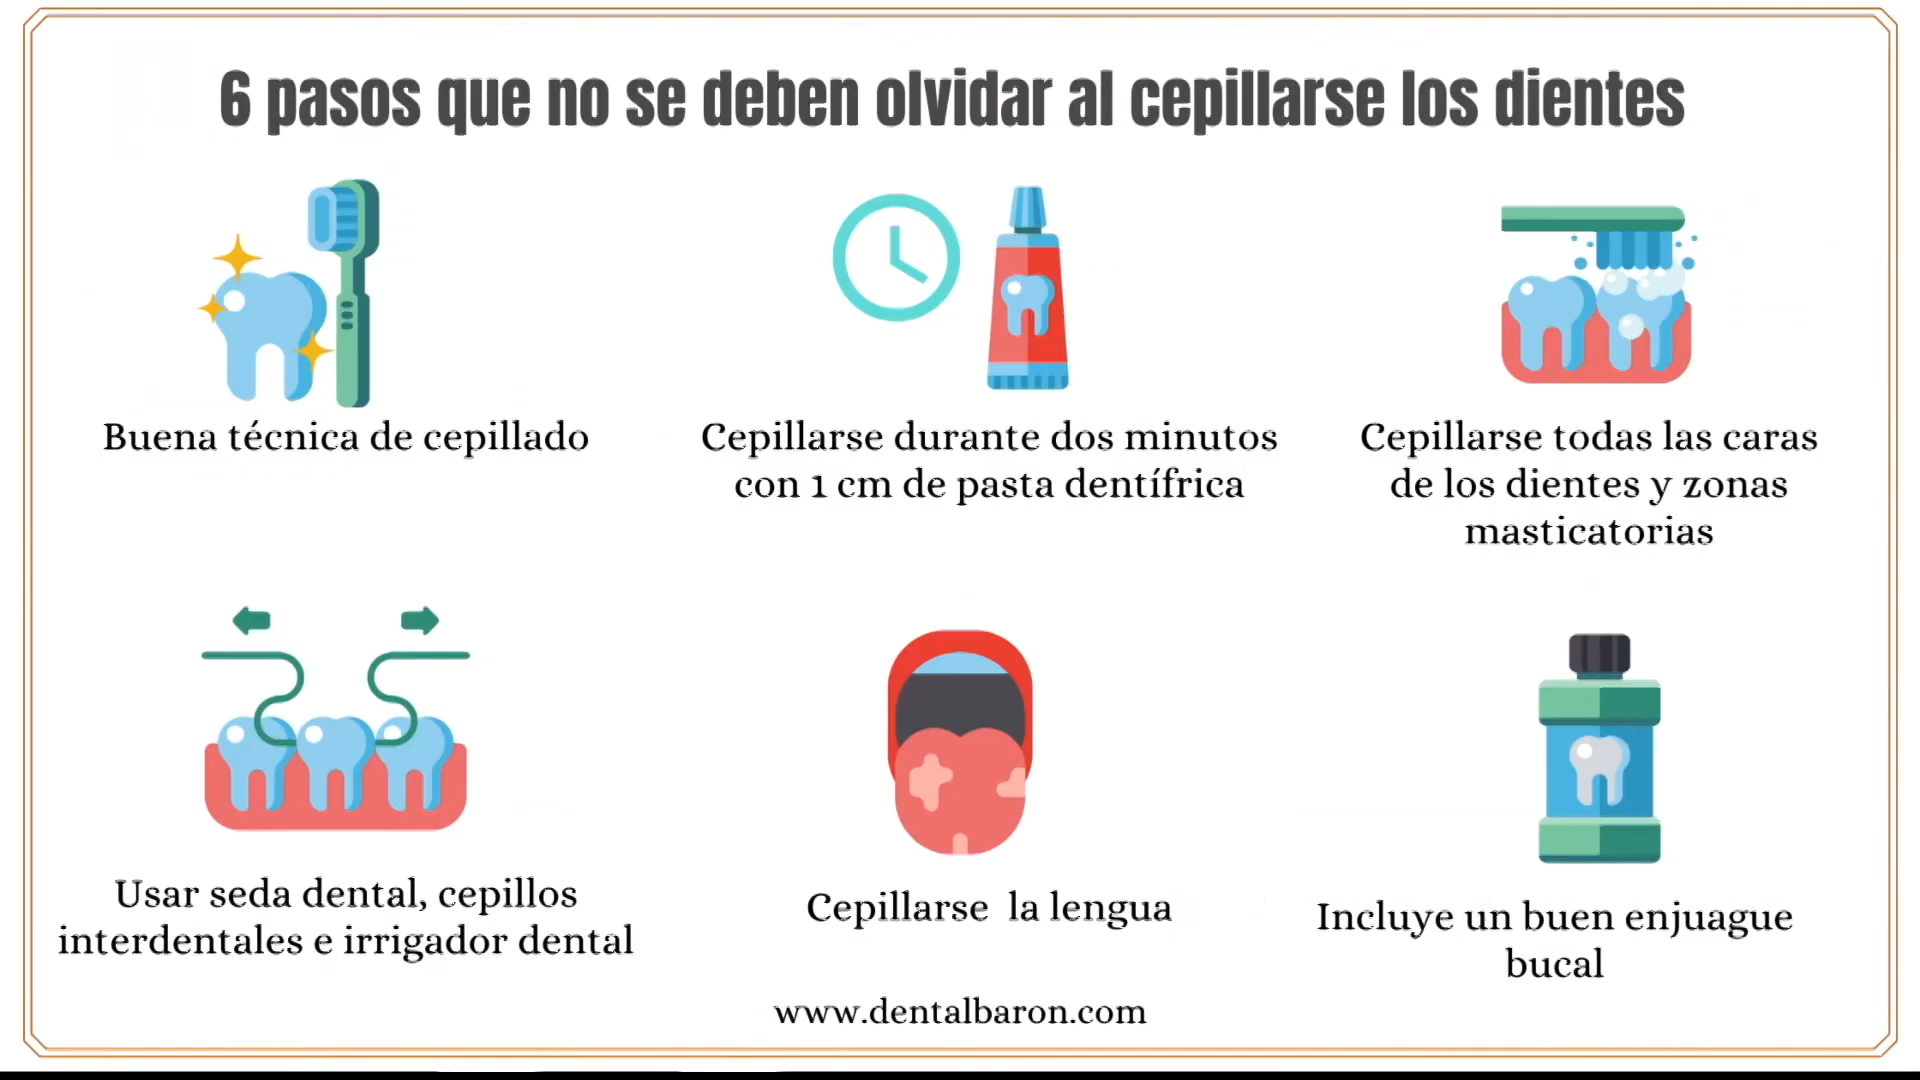 6 pasos que no se deben olvidar al cepillarse los dientes
Buena técnica de cepillado
Cepillarse durante dos minutos
con 1 cm de pasta dentífrica
Cepillarse todas las caras
de los dientes y zonas
masticatorias
Usar seda dental, cepillos
interdentales e irrigador dental
Cepillarse la lengua
Incluye un buen enjuague
bucal
www.dentalbaron.com